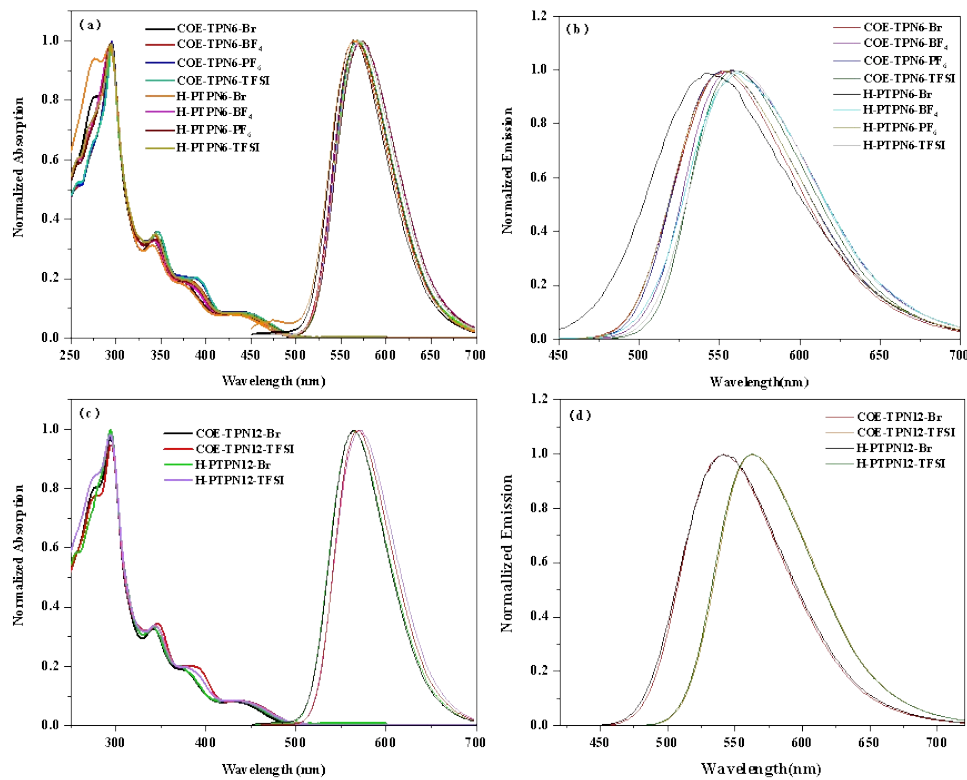 (a)
COE-TPN6-Br
COE-TPN6-BF4
COE-TPN6-PF6
COE-TPN6-TFSI
H-PTPN6-Br
H-PTPN6-BF4
H-PTPN6-PF6
H-PTPN6-TFSI
Normalized Absorption
1.0
0.8
0.6
0.4
0.2
0.0
250 300 350 400 450 500 550 600 650 700
Wavelength (nm)
(b)
COE-TPN6-Br
COE-TPN6-BF4
COE-TPN6-PF6
COE-TPN6-TFSI
H-PTPN6-Br
H-PTPN6-BF4
H-PTPN6-PF6
H-PTPN6-TFSI
Normalized Emission
1.2
1.0
0.8
0.6
0.4
0.2
0.0
450 500 550 600 650 700
Wavelength(nm)
(c)
COE-TPN12-Br
COE-TPN12-TFSI
H-PTPN12-Br
H-PTPN12-TFSI
Normalized Absorption
1.0
0.8
0.6
0.4
0.2
0.0
300 400 500 600 700
Wavelength (nm)
(d)
COE-TPN12-Br
COE-TPN12-TFSI
H-PTPN12-Br
H-PTPN12-TFSI
Normallized Emission
1.2
1.0
0.8
0.6
0.4
0.2
0.0
450 500 550 600 650 700
Wavelength(nm)